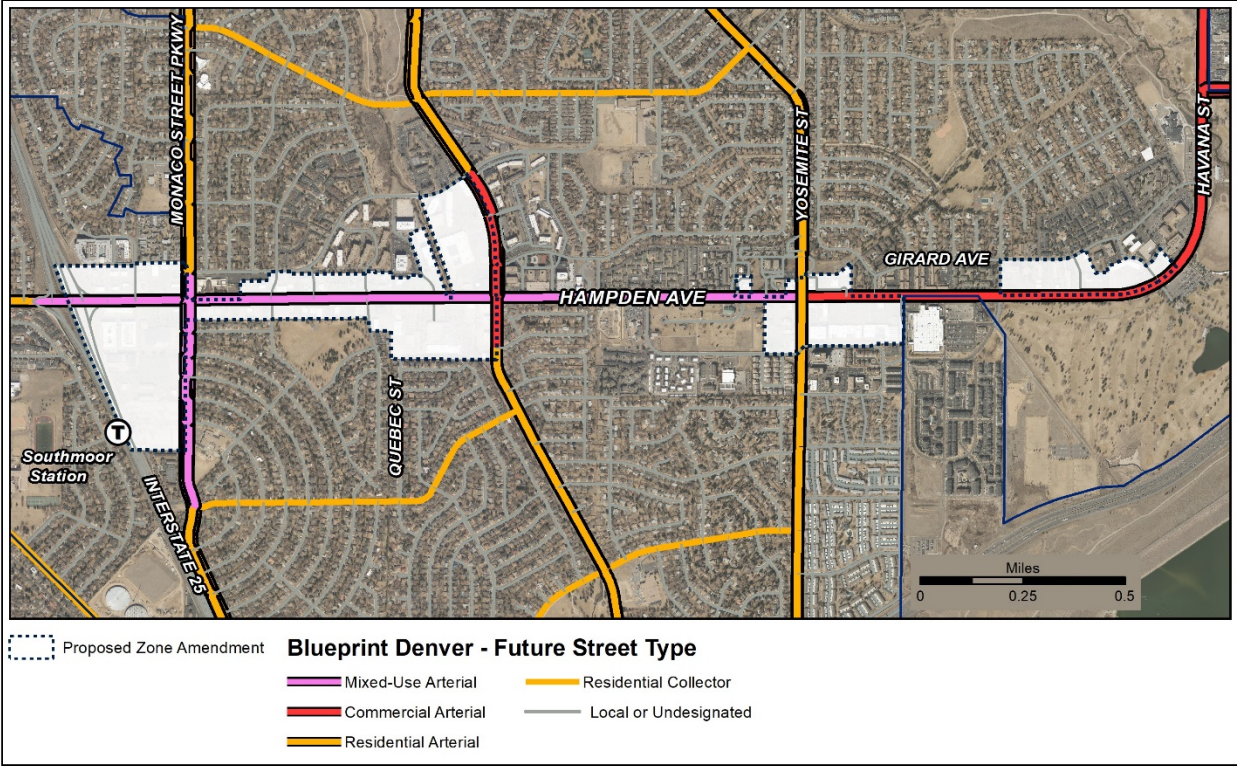 MONACO STREET PKWY
YOSEMITE ST
HAVANA ST
GIRARD AVE
HAMPDEN AVE
QUEBEC ST
T
Southmoor
Station
INTERSTATE 25
Miles
0 0.25 0.5
Proposed Zone Amendment
Blueprint Denver - Future Street Type
Mixed-Use Arterial
Residential Collector
Commercial Arterial
Local or Undesignated
Residential Arterial